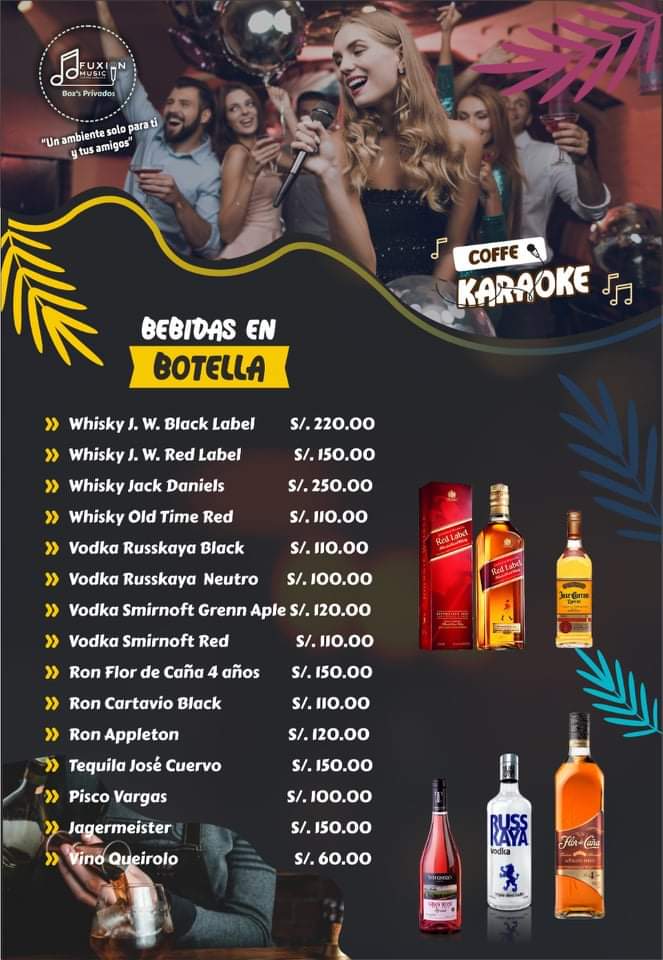 FUXION
MUSIC
Box's Privados
"Un ambiente solo para ti
y tus amigos"
COFFE
KARAOKE
BEBIDAS EN
BOTELLA
Whisky J. W. Black Label S/. 220.00
Whisky J. W. Red Label S/. 150.00
Whisky Jack Daniels S/. 250.00
Whisky Old Time Red S/. 110.00
Vodka Russkaya Black S/. 110.00
Vodka Russkaya Neutro S/. 100.00
Vodka Smirnoft Grenn Aple S/. 120.00
Vodka Smirnoft Red S/. 110.00
Ron Flor de Caña 4 años S/. 150.00
Ron Cartavio Black S/. 110.00
Ron Appleton S/. 120.00
Tequila José Cuervo S/. 150.00
Pisco Vargas S/. 100.00
Jagermeister S/. 150.00
Vino Queirolo S/. 60.00
Red Label
Red Label
Jose Cuervo
RUSS
KAYA
vodka
Flor de Caña
4